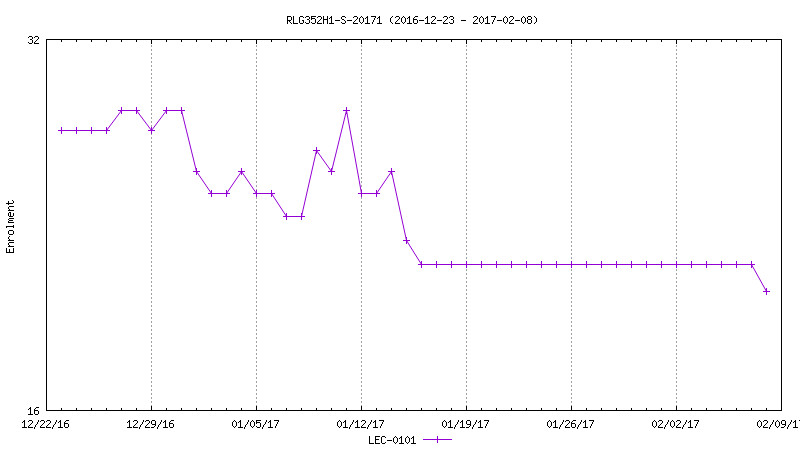 RLG352H1-S-20171 (2016-12-23 - 2017-02-08)
32
Enrolment
16
12/22/16 12/29/16 01/05/17 01/12/17 01/19/17 01/26/17 02/02/17 02/09/1
LEC-0101